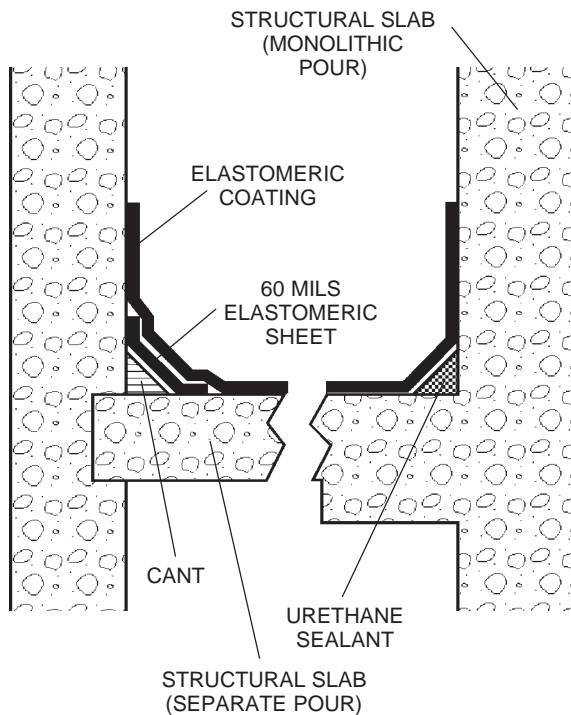 STRUCTURAL SLAB
(MONOLITHIC
POUR)
ELASTOMERIC
COATING
60 MILS
ELASTOMERIC
SHEET
CANT
URETHANE
SEALANT
STRUCTURAL SLAB
(SEPARATE POUR)